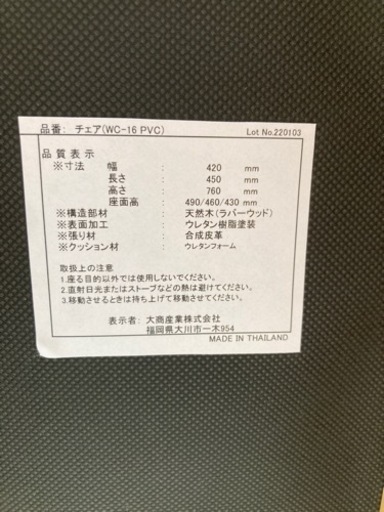 品番: チェア(WC-16 PVC) Lot No.220103
品質表示
※寸法 幅 420 mm
長さ 450 mm
高さ 760 mm
座面高 490/460/430 mm
※構造部材 天然木(ラバーウッド)
※表面加工 ウレタン樹脂塗装
※張り材 合成皮革
※クッション材 ウレタンフォーム
取扱上の注意
1.座る目的以外では使用しないでください。
2.直射日光またはストーブなどの熱は避けてください。
3.移動させるときは持ち上げて移動させてください。
表示者: 大商産業株式会社
福岡県大川市一木954
MADE IN THAILAND